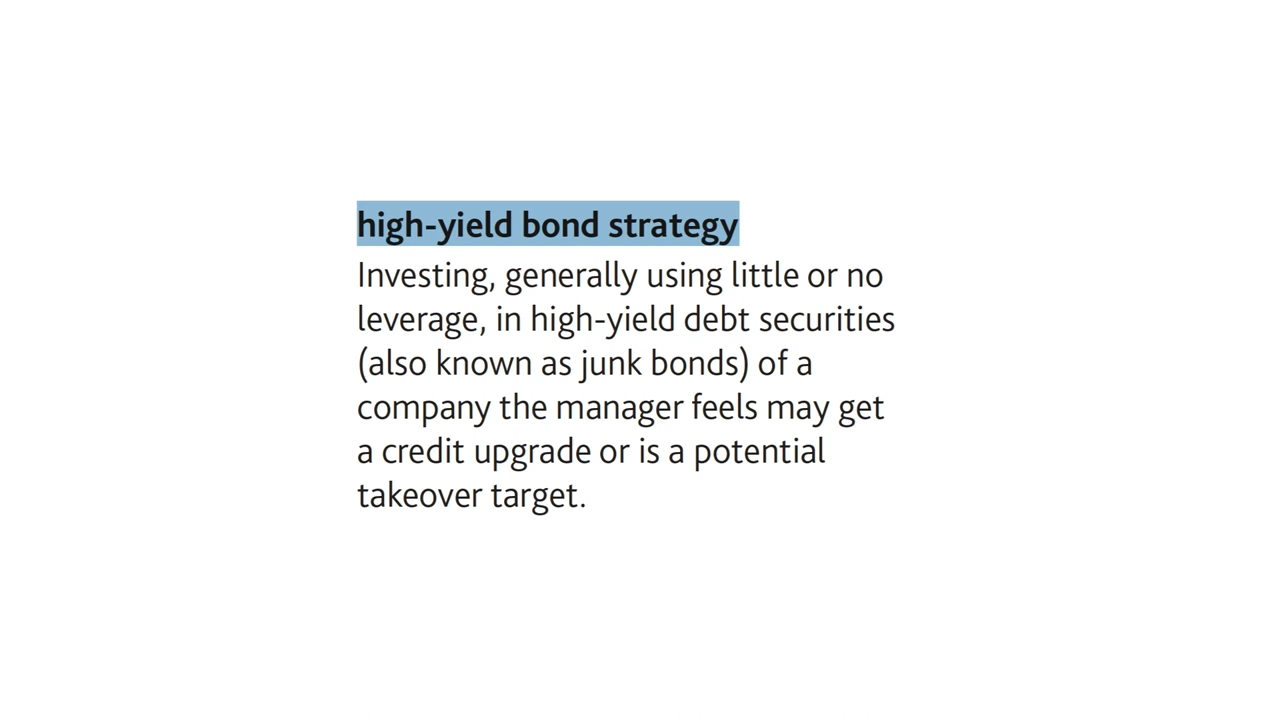 high-yield bond strategy
Investing, generally using little or no
leverage, in high-yield debt securities
(also known as junk bonds) of a
company the manager feels may get
a credit upgrade or is a potential
takeover target.